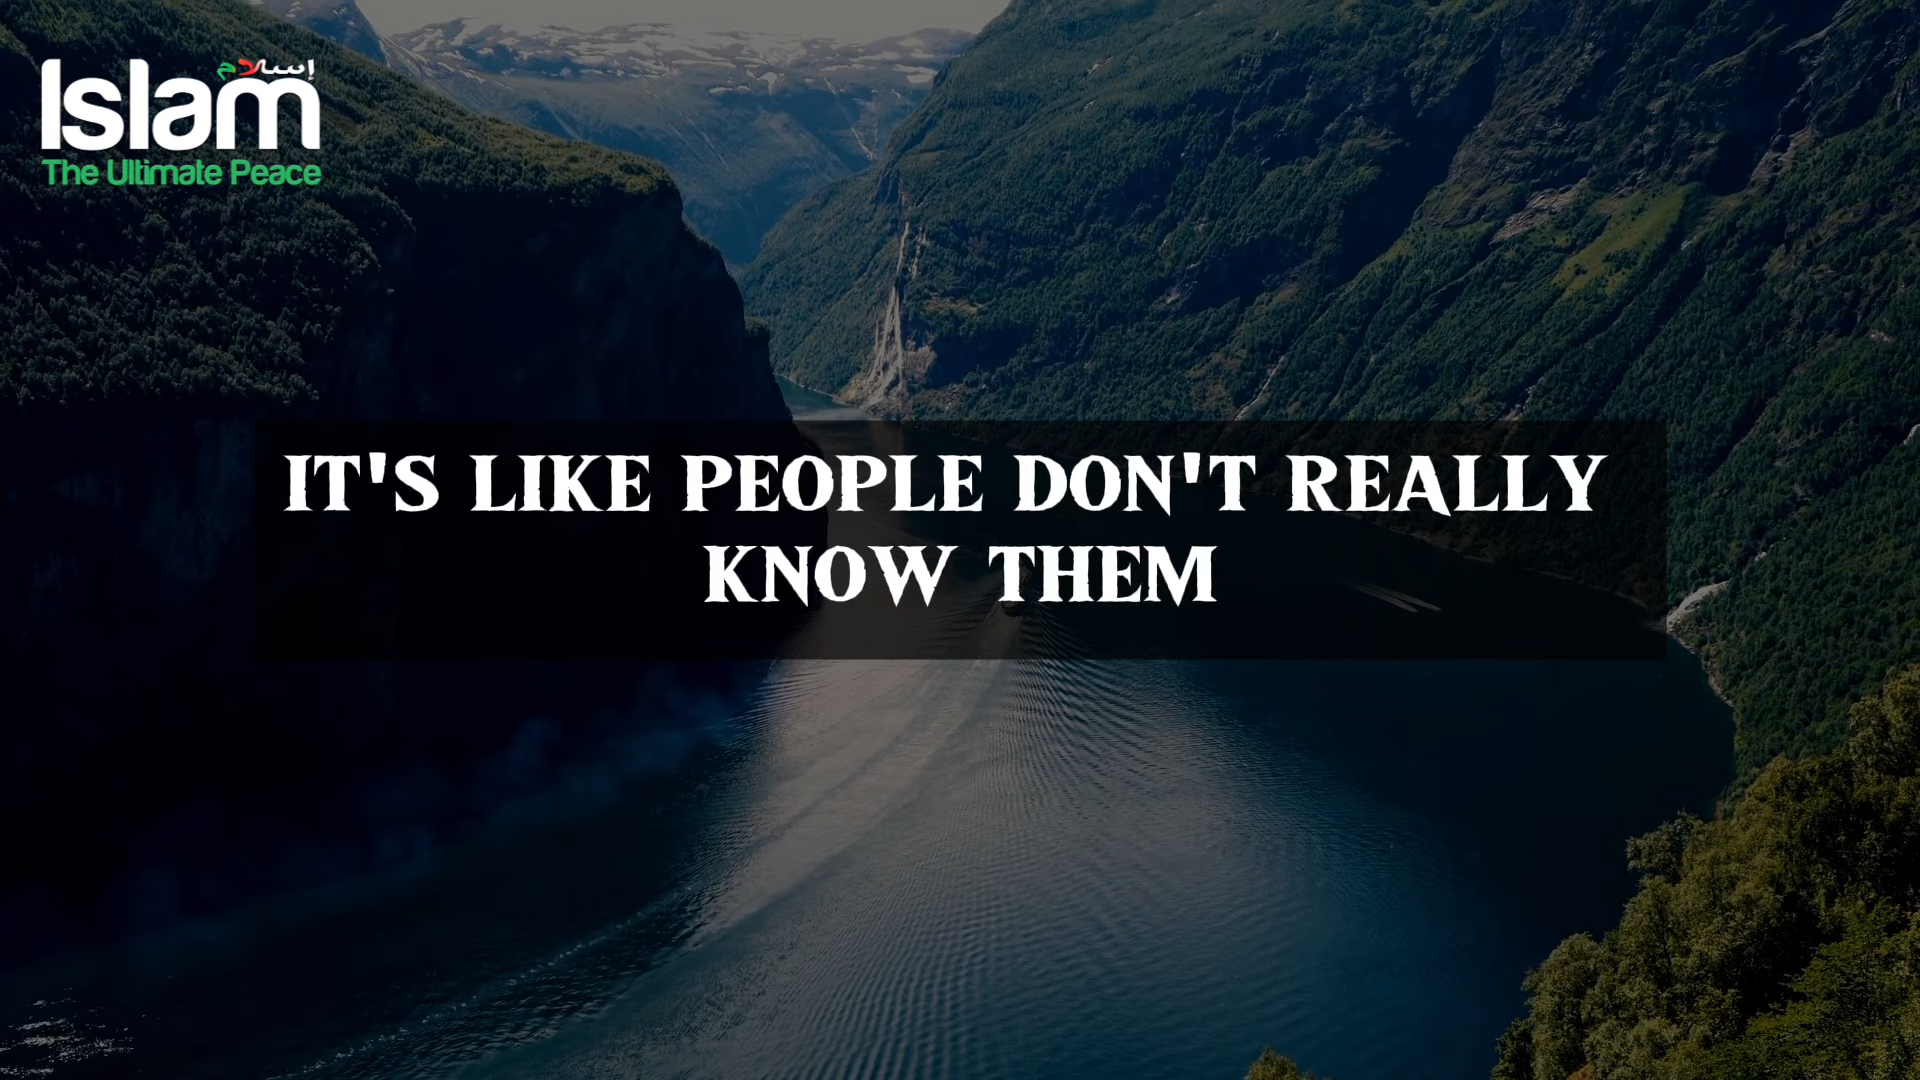 إسلام
Islam
The Ultimate Peace
IT'S LIKE PEOPLE DON'T REALLY
KNOW THEM